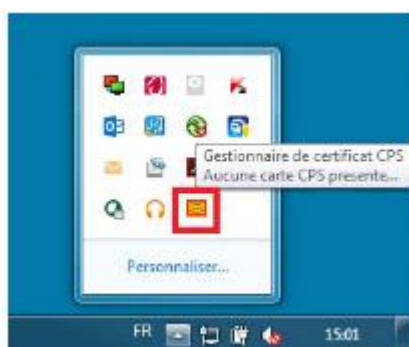 Gestionnaire de certificat CPS
Aucune carte CPS presente...
Personnaliser...
FR
15:01